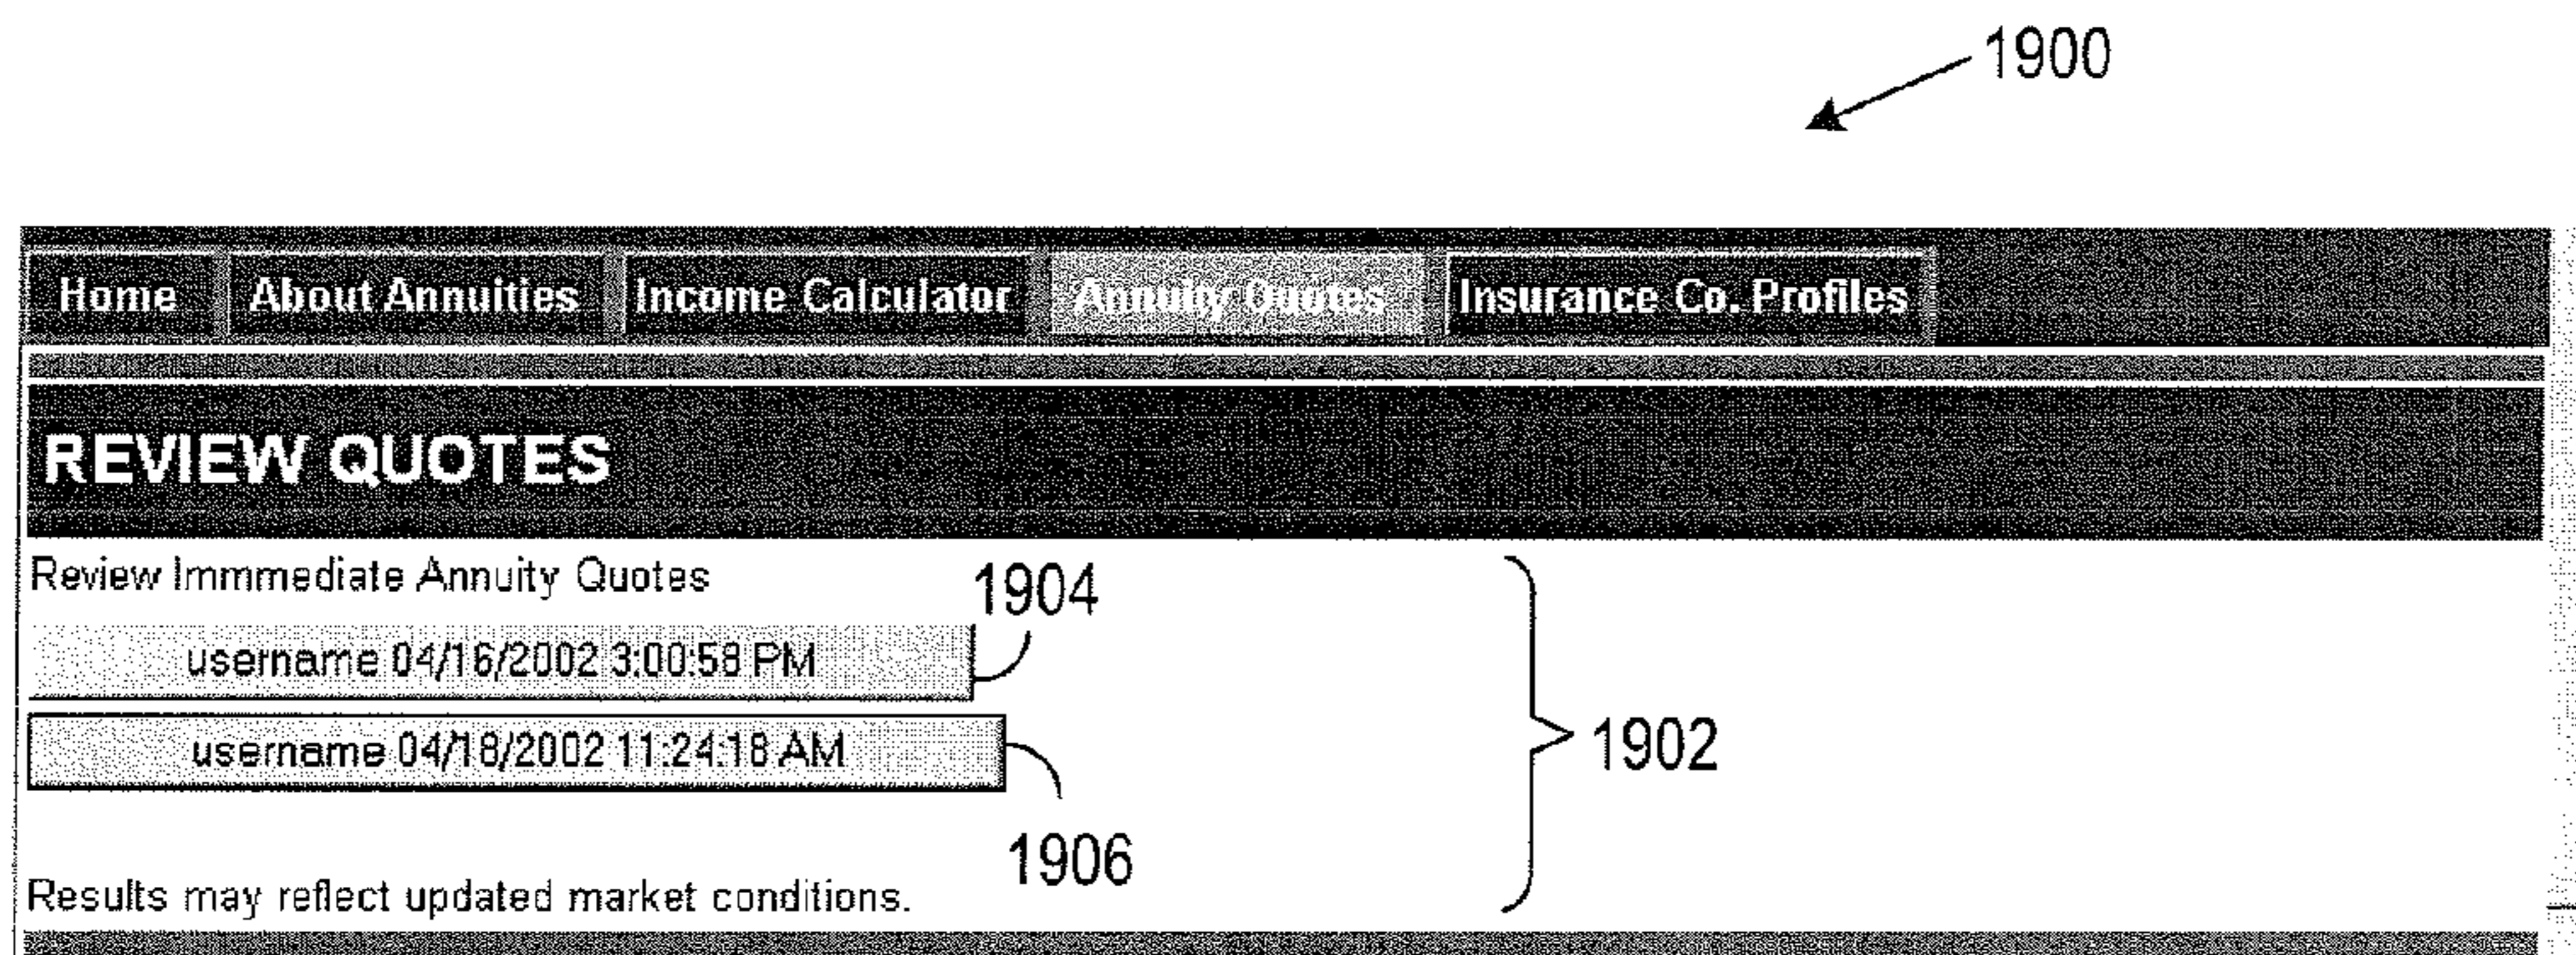 1900
Home About Annuities Income Calculator Annuity Quotes Insurance Co. Profiles
REVIEW QUOTES
Review Immmediate Annuity Quotes
1904
username 04/16/2002 3:00:58 PM
username 04/18/2002 11:24:18 AM
1902
1906
Results may reflect updated market conditions.